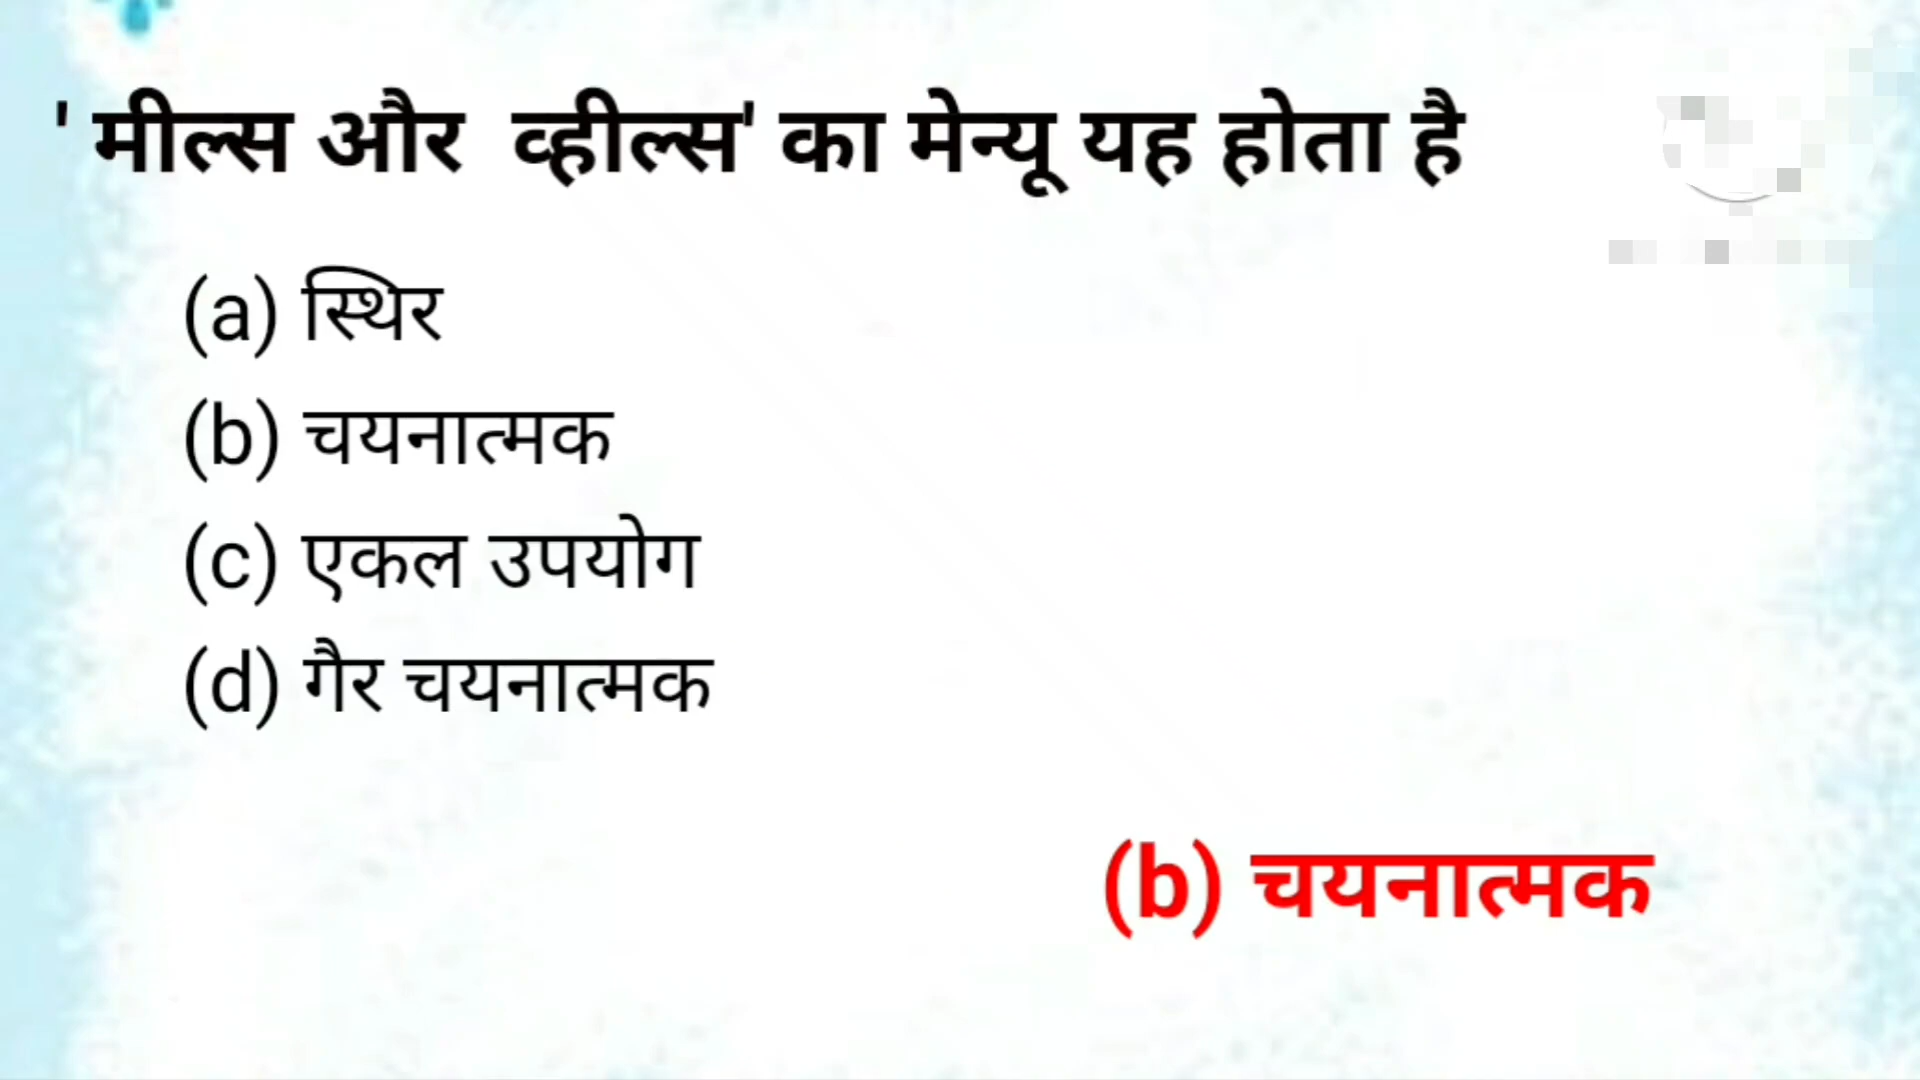 ' मील्स और व्हील्स' का मेन्यू यह होता है
(a) स्थिर
(b) चयनात्मक
(c) एकल उपयोग
(d) गैर चयनात्मक
(b) चयनात्मक